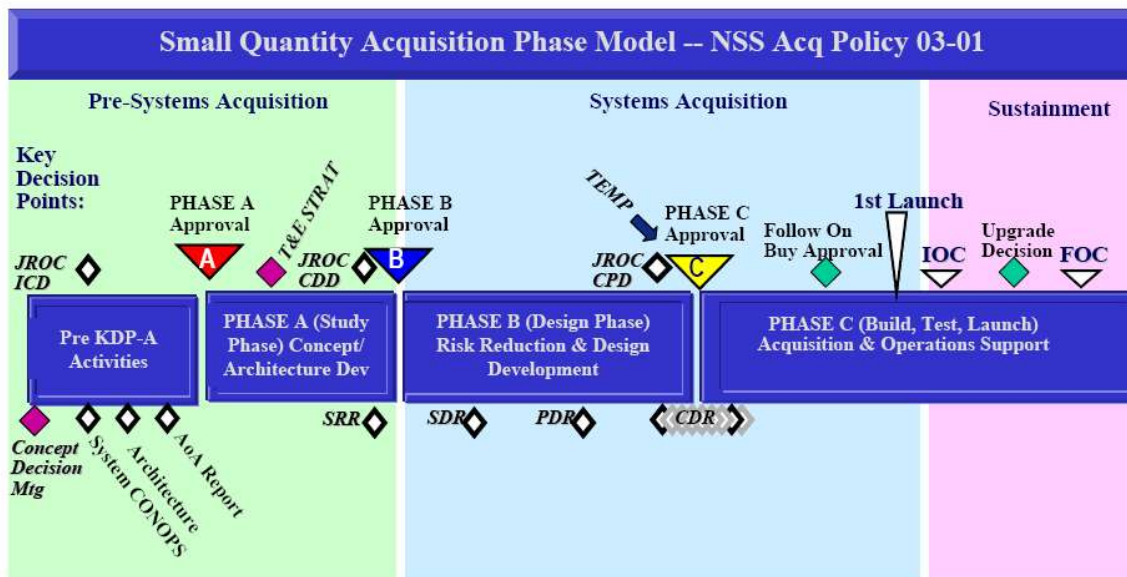 Small Quantity Acquisition Phase Model -- NSS Acq Policy 03-01
Pre-Systems Acquisition
Systems Acquisition
Sustainment
Key
Decision
Points:
PHASE A
Approval
T&E STRAT
PHASE B
Approval
TEMP
PHASE C
Approval
Follow On
Buy Approval
1st Launch
IOC
Upgrade
Decision
FOC
JROC
ICD
A
JROC
CDD
B
JROC
CPD
C
Pre KDP-A
Activities
PHASE A (Study
Phase) Concept/
Architecture Dev
PHASE B (Design Phase)
Risk Reduction & Design
Development
PHASE C (Build, Test, Launch)
Acquisition & Operations Support
Concept
Decision
Mtg
System CONOPS
Architecture
AoA Report
SRR
SDR
PDR
CDR